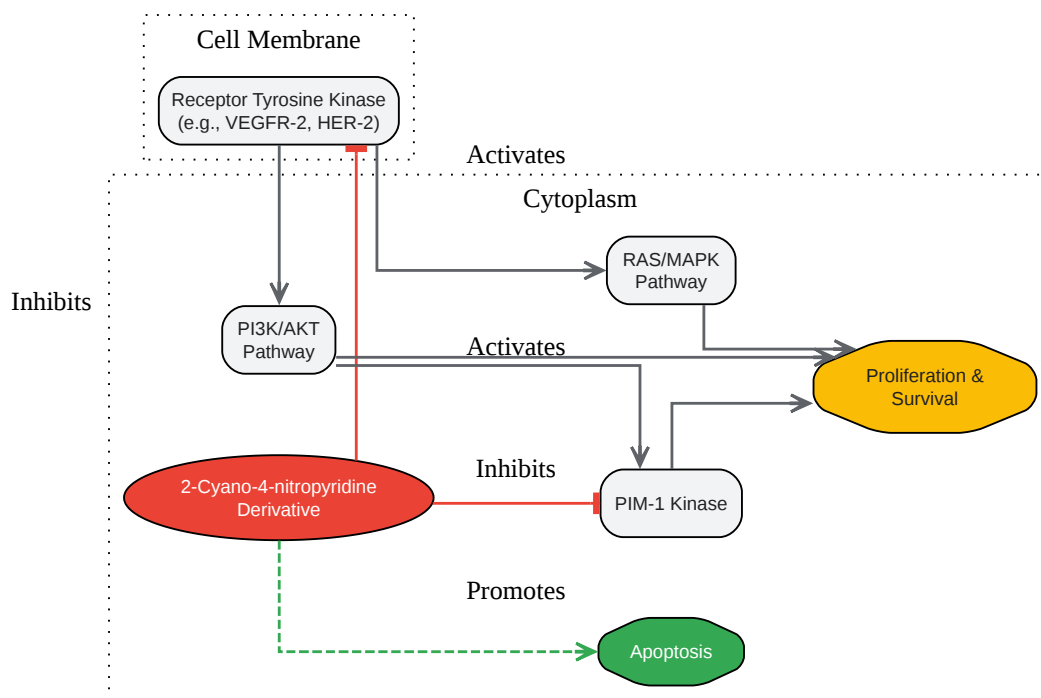 Cell Membrane
Receptor Tyrosine Kinase
(e.g., VEGFR-2, HER-2)
Activates
Cytoplasm
RAS/MAPK
Pathway
Inhibits
PI3K/AKT
Pathway
Activates
Proliferation &
Survival
Inhibits
2-Cyano-4-nitropyridine
Derivative
PIM-1 Kinase
Promotes
Apoptosis